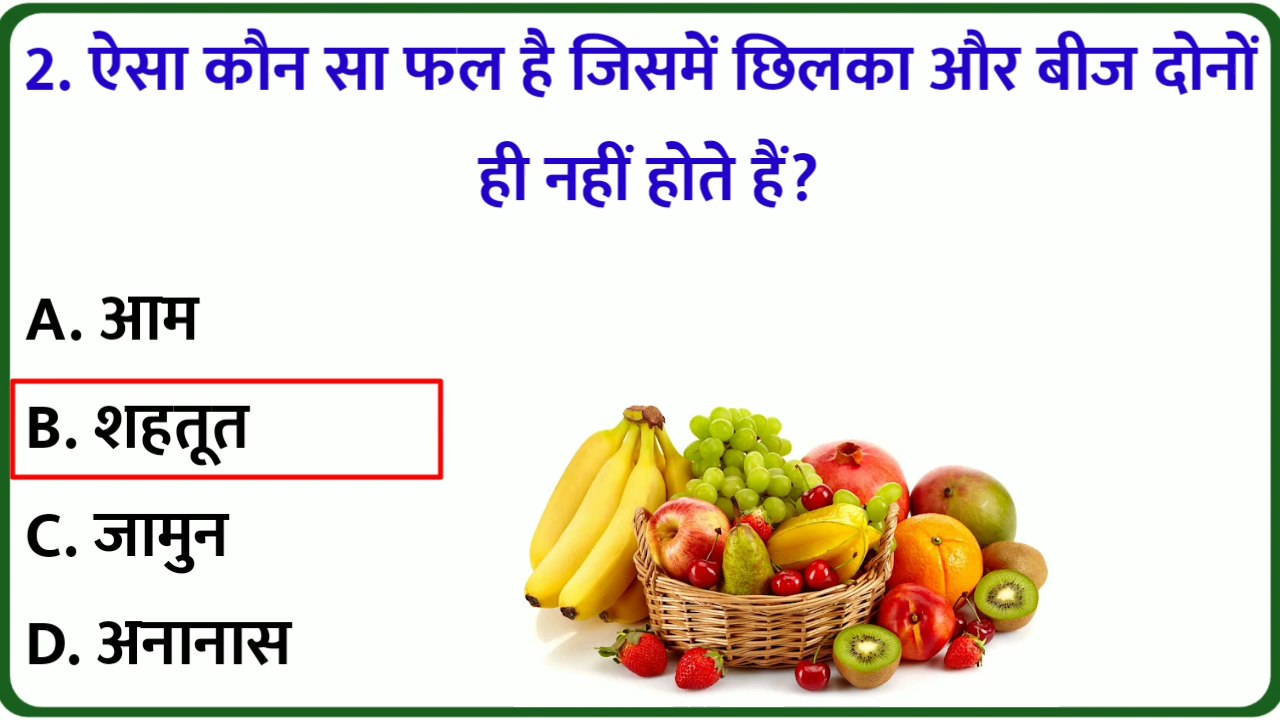 2. ऐसा कौन सा फल है जिसमें छिलका और बीज दोनों
ही नहीं होते हैं?
A. आम
B. शहतूत
C. जामुन
D. अनानास